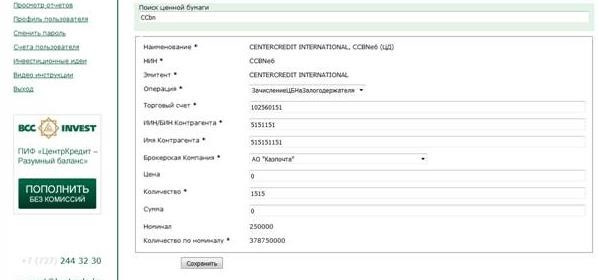 Просмотр отчетов
Профиль пользователя
Сменить пароль
Счета пользователя
Инвестиционные идеи
Видео инструкции
Выход
BCC INVEST
ПИФ «ЦентрКредит –
Разумный баланс»
ПОПОЛНИТЬ
БЕЗ КОМИССИЙ
+7 (727) 244 32 30
Поиск ценной бумаги
CCbn
Наименование * CENTERCREDIT INTERNATIONAL, CCBNe6 (ЦД)
НИН * CCBNe6
Эмитент * CENTERCREDIT INTERNATIONAL
Операция * ЗачислениеЦБНаЗалогодержателя
Торговый счет * 102560151
ИИН/БИН Контрагента * 5151151
Имя Контрагента * 515151151
Брокерская Компания * АО "Казпочта"
Цена 0
Количество * 1515
Сумма 0
Номинал 250000
Количество по номиналу * 378750000
Сохранить